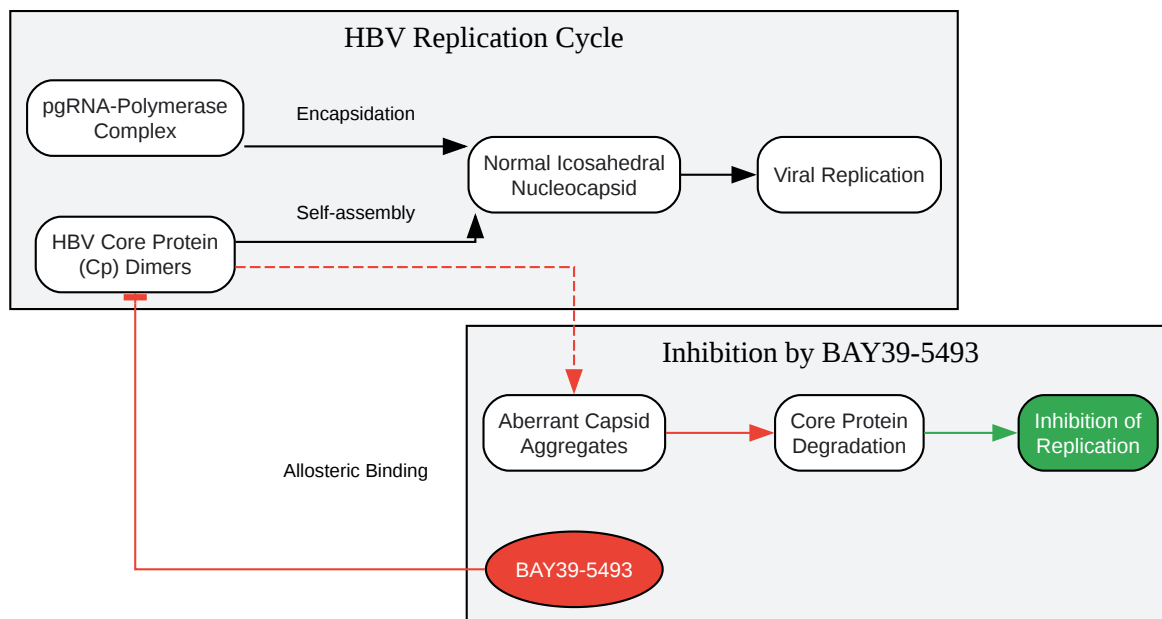 HBV Replication Cycle
pgRNA-Polymerase
Complex
Encapsidation
Normal Icosahedral
Nucleocapsid
Viral Replication
Self-assembly
HBV Core Protein
(Cp) Dimers
Inhibition by BAY39-5493
Aberrant Capsid
Aggregates
Core Protein
Degradation
Inhibition of
Replication
Allosteric Binding
BAY39-5493